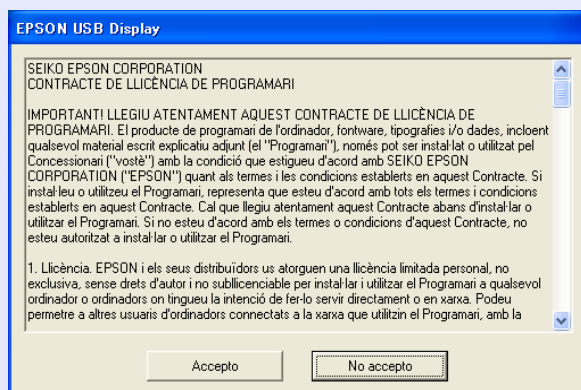 EPSON USB Display
SEIKO EPSON CORPORATION
CONTRACTE DE LLICÈNCIA DE PROGRAMARI
IMPORTANT! LLEGIU ATENTAMENT AQUEST CONTRACTE DE LLICÈNCIA DE
PROGRAMARI. El producte de programari de l'ordinador, fontware, tipografies i/o dades, incloent
qualsevol material escrit explicatiu adjunt (el "Programari"), només pot ser instal·lat o utilitzat pel
Concessionari ("vostè") amb la condició que estigueu d'acord amb SEIKO EPSON
CORPORATION ("EPSON") quant als termes i les condicions establerts en aquest Contracte. Si
instal·leu o utilitzeu el Programari, representa que esteu d'acord amb tots els termes i condicions
establerts en aquest Contracte. Cal que llegiu atentament aquest Contracte abans d'instal·lar o
utilitzar el Programari. Si no esteu d'acord amb els termes o condicions d'aquest Contracte, no
esteu autoritzat a instal·lar o utilitzar el Programari.
1. Llicència. EPSON i els seus distribuïdors us atorguen una llicència limitada personal, no
exclusiva, sense drets d'autor i no subllicenciable per instal·lar i utilitzar el Programari a qualsevol
ordinador o ordinadors on tingueu la intenció de fer-lo servir directament o en xarxa. Podeu
permetre a altres usuaris d'ordinadors connectats a la xarxa que utilitzin el Programari, amb la
Accepto
No accepto